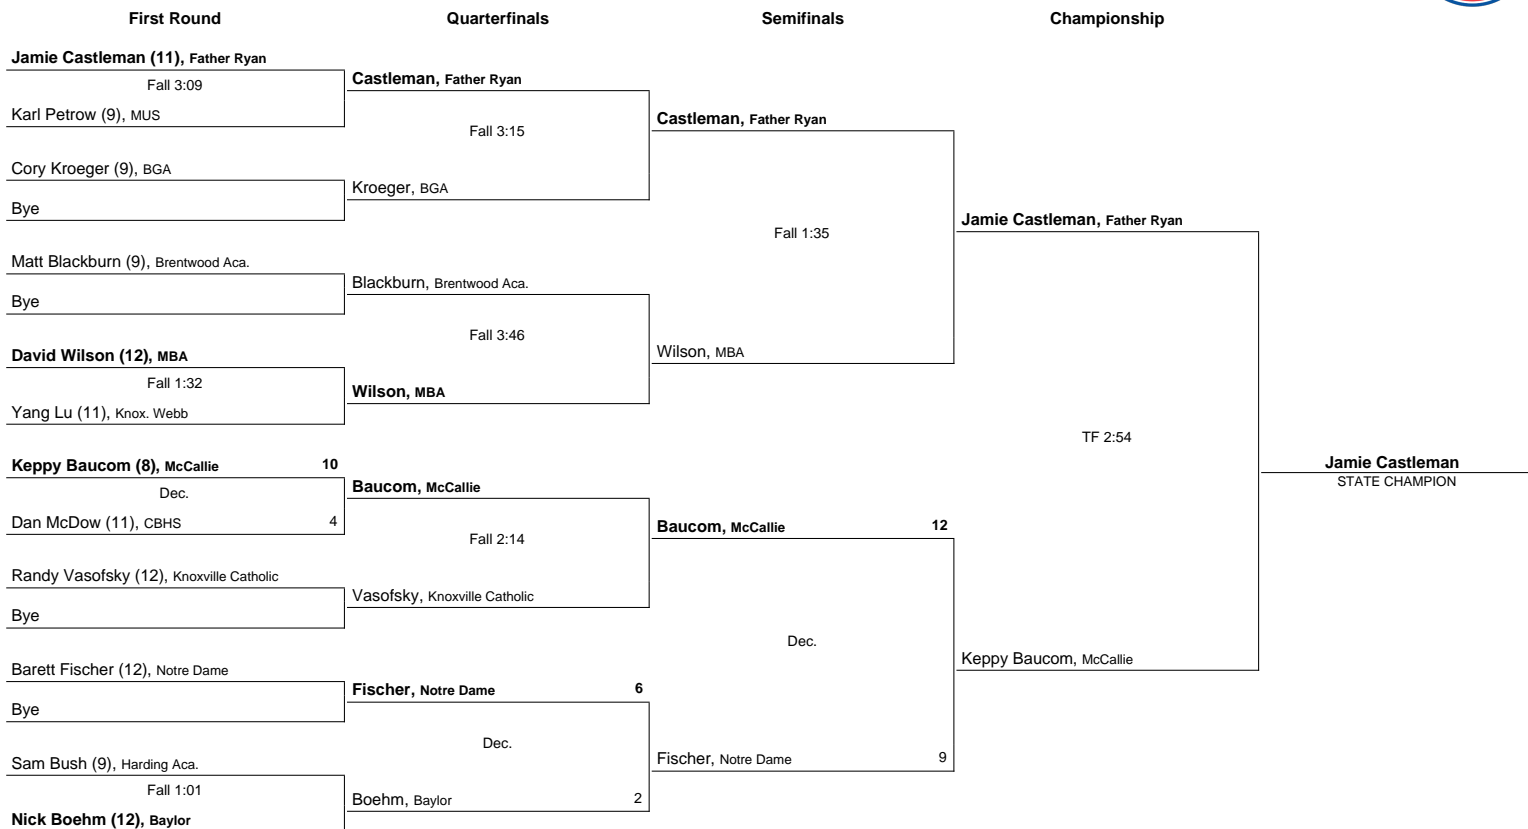 First Round Quarterfinals Semifinals Championship
Jamie Castleman (11), Father Ryan
Fall 3:09
Karl Petrow (9), MUS
Cory Kroeger (9), BGA
Bye
Matt Blackburn (9), Brentwood Aca.
Bye
David Wilson (12), MBA
Fall 1:32
Yang Lu (11), Knox. Webb
Keppy Baucom (8), McCallie 10
Dec.
Dan McDow (11), CBHS 4
Randy Vasofsky (12), Knoxville Catholic
Bye
Barett Fischer (12), Notre Dame
Bye
Sam Bush (9), Harding Aca.
Fall 1:01
Nick Boehm (12), Baylor
Castleman, Father Ryan
Fall 3:15
Kroeger, BGA
Blackburn, Brentwood Aca.
Fall 3:46
Wilson, MBA
Baucom, McCallie
Fall 2:14
Vasofsky, Knoxville Catholic
Fischer, Notre Dame 6
Dec.
Boehm, Baylor 2
Castleman, Father Ryan
Fall 1:35
Wilson, MBA
Baucom, McCallie 12
Dec.
Fischer, Notre Dame 9
Jamie Castleman, Father Ryan
TF 2:54
Keppy Baucom, McCallie
Jamie Castleman
STATE CHAMPION